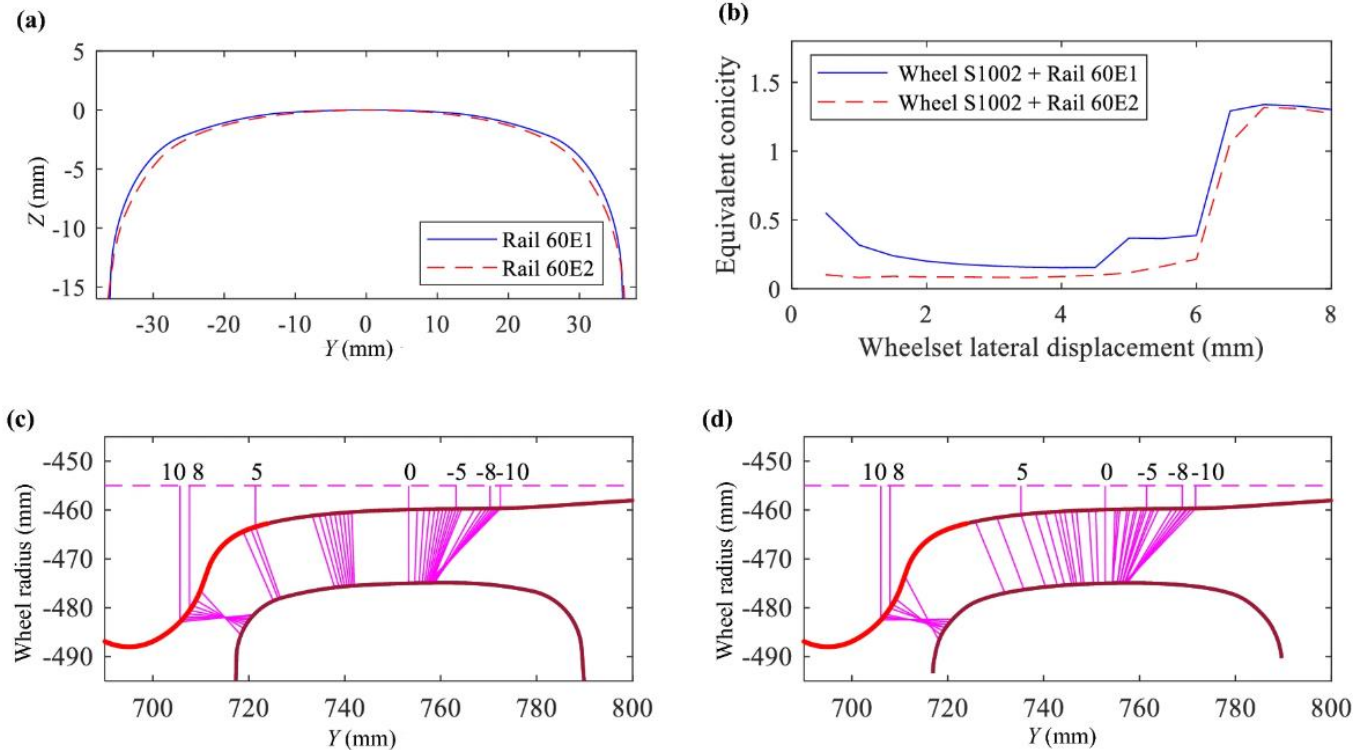 (a)
5
0
-5
-10
-15
Z (mm)
Rail 60E1
Rail 60E2
-30 -20 -10 0 10 20 30
Y (mm)
(b)
1.5
1
0.5
0
Equivalent conicity
Wheel S1002 + Rail 60E1
Wheel S1002 + Rail 60E2
0 2 4 6 8
Wheelset lateral displacement (mm)
(c)
-450
-460
-470
-480
-490
Wheel radius (mm)
10 8 5 0 -5 -8 -10
700 720 740 760 780 800
Y (mm)
(d)
-450
-460
-470
-480
-490
Wheel radius (mm)
10 8 5 0 -5 -8 -10
700 720 740 760 780 800
Y (mm)